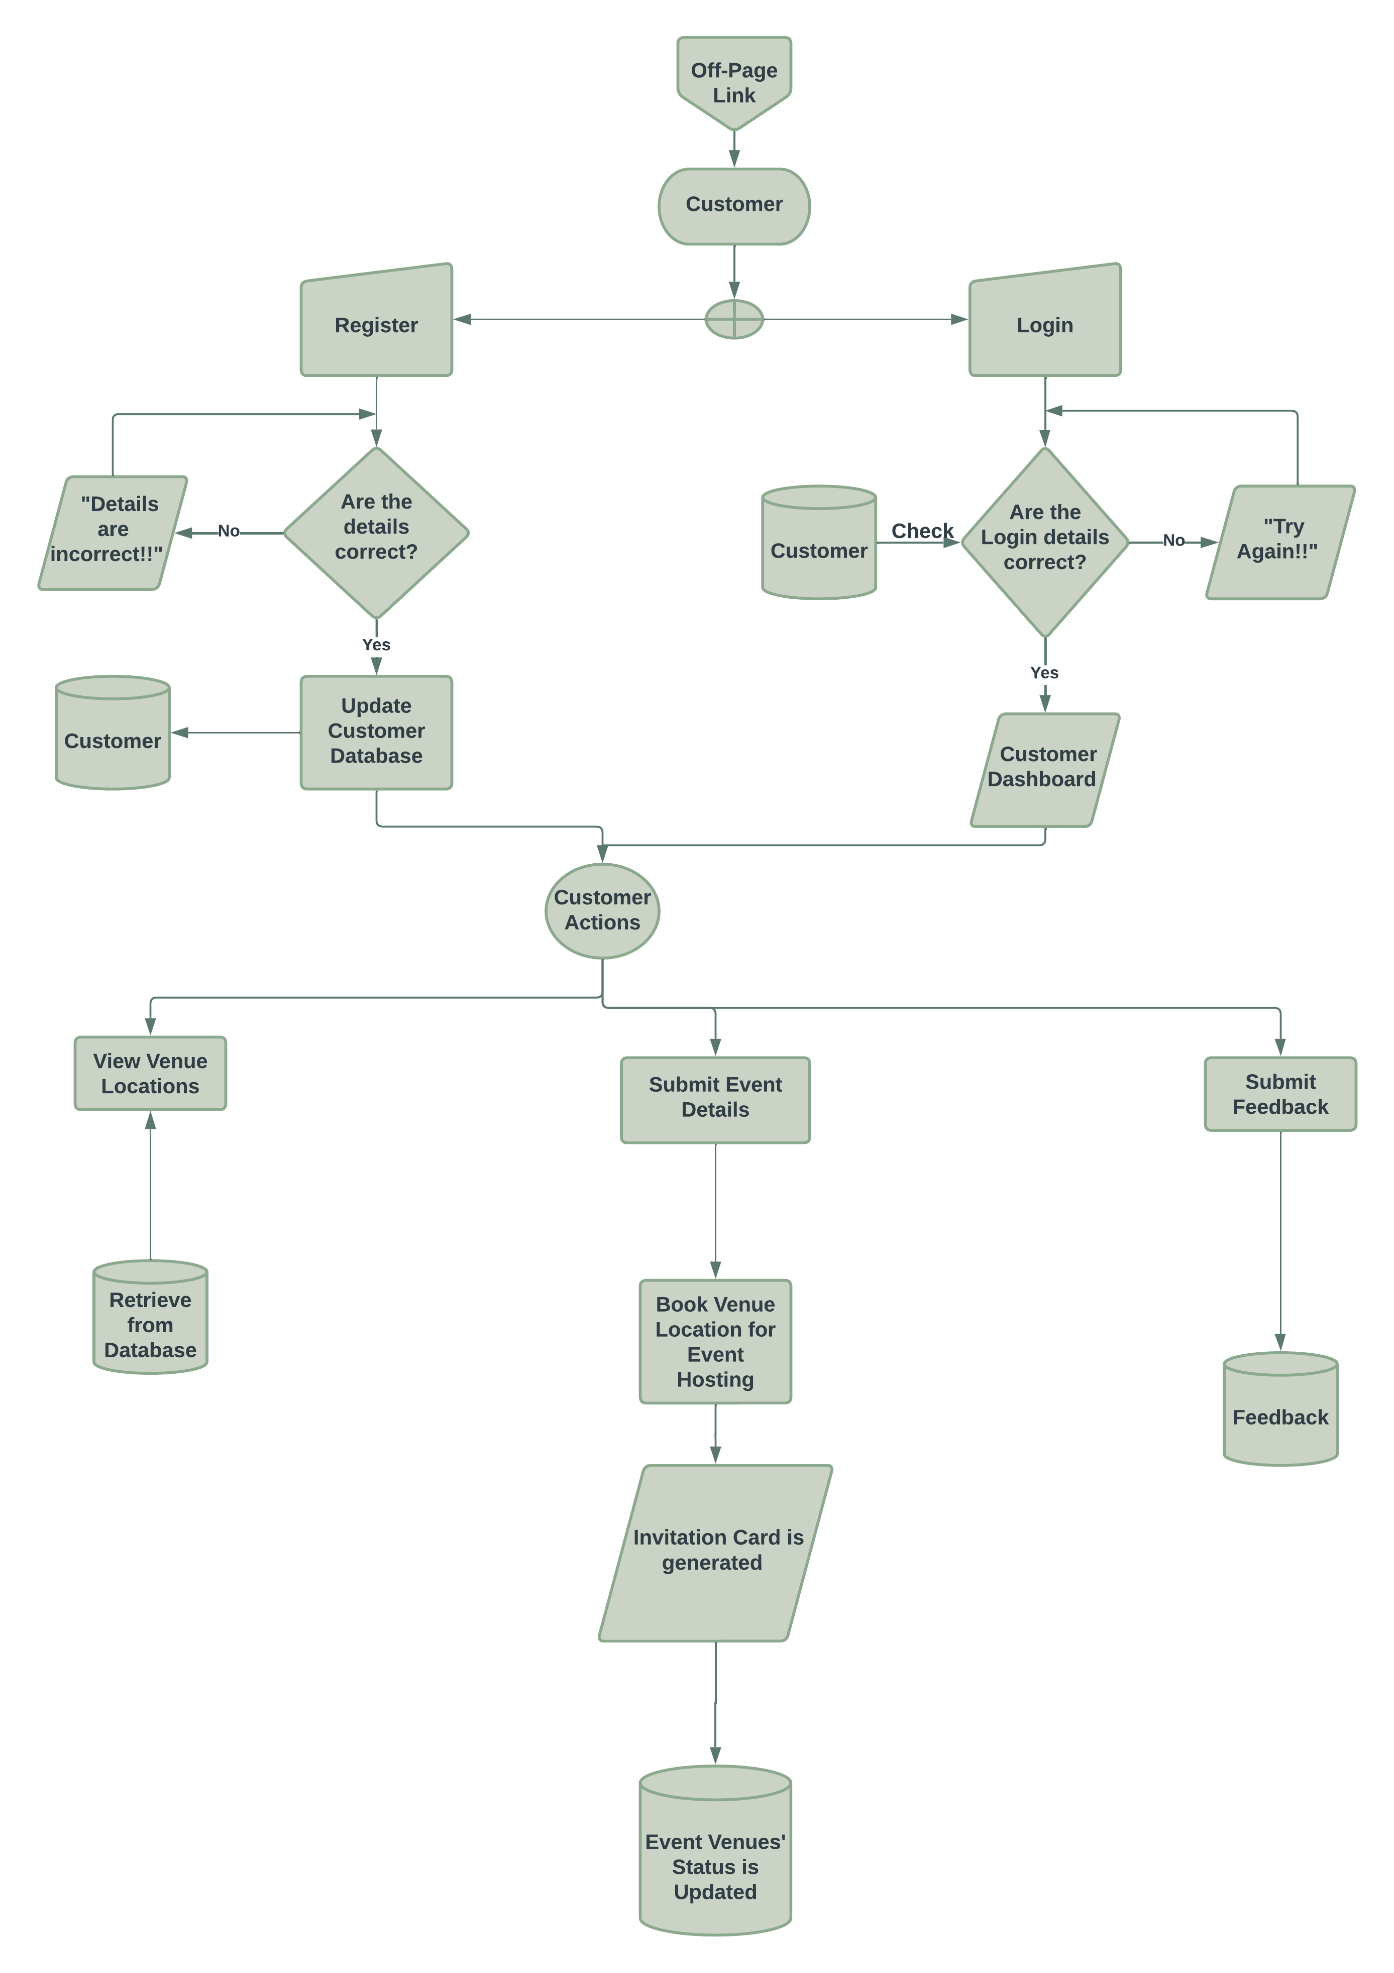 Off-Page
Link
Customer
Register
Login
"Details
are
incorrect!!"
No
Are the
details
correct?
Customer
Check
Are the
Login details
correct?
No
"Try
Again!!"
Yes
Yes
Customer
Update
Customer
Database
Customer
Dashboard
Customer
Actions
View Venue
Locations
Submit Event
Details
Submit
Feedback
Retrieve
from
Database
Book Venue
Location for
Event
Hosting
Feedback
Invitation Card is
generated
Event Venues'
Status is
Updated